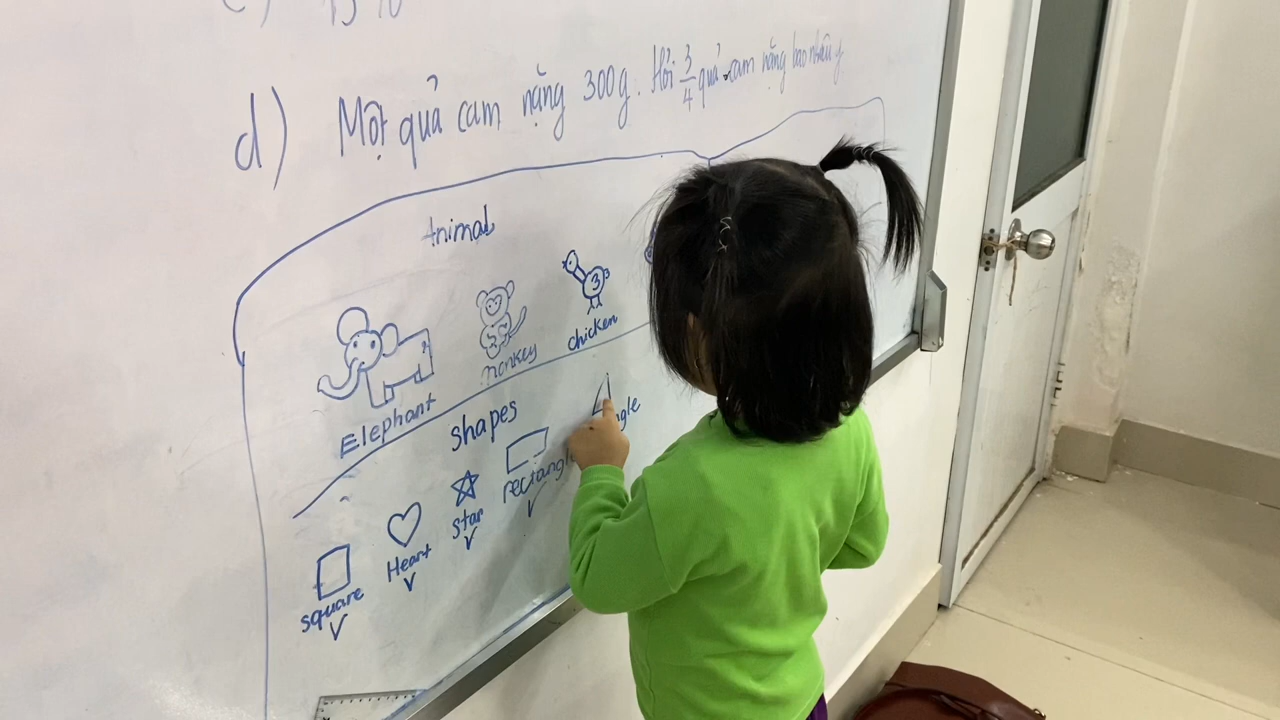 d) Một quả cam nặng 300g. Hỏi 3/4 quả cam nặng bao nhiêu g
Animal
Elephant
monkey
chicken
shapes
square
Heart
star
rectangle
ngle